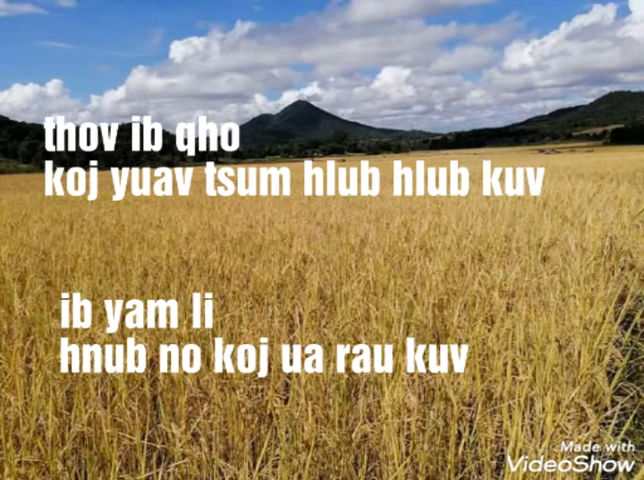 thov ib qho
koj yuav tsum hlub hlub kuv
ib yam li
hnub no koj ua rau kuv
Made with
VideoShow